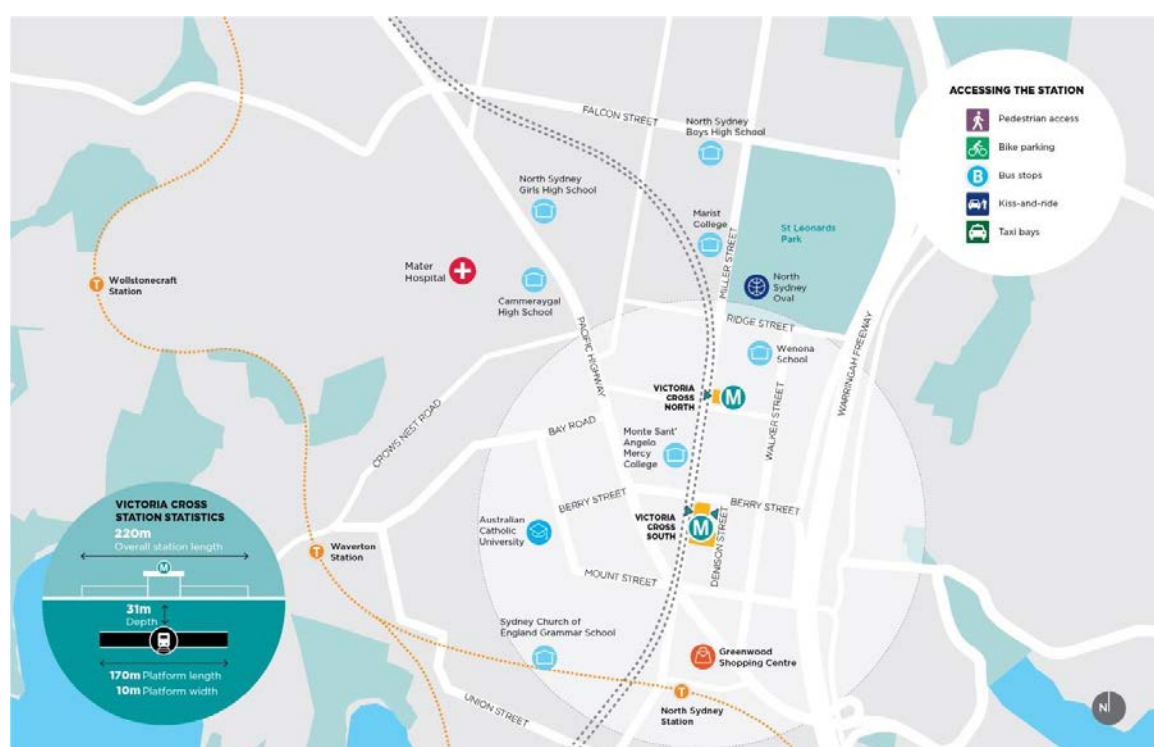 FALCON STREET
North Sydney
Boys High School
ACCESSING THE STATION
Pedestrian access
Bike parking
B
Bus stops
Kiss-and-ride
Taxi bays
North Sydney
Girls High School
Marist
College
St Leonards
Park
MILLER STREET
Mater
Hospital
T
Wollstonecraft
Station
Cammeraygal
High School
North
Sydney
Oval
PACIFIC HIGHWAY
RIDGE STREET
WARRINGAH FREEWAY
Wenona
School
VICTORIA
CROSS
NORTH
M
CROWS NEST ROAD
BAY ROAD
Monte Sant'
Angelo
Mercy
College
WALKER STREET
BERRY STREET
BERRY STREET
VICTORIA CROSS
STATION STATISTICS
220m
Overall station length
M
31m
Depth
170m Platform length
10m Platform width
Australian
Catholic
University
VICTORIA
CROSS
SOUTH
M
DENISON STREET
T
Waverton
Station
MOUNT STREET
Sydney Church of
England Grammar School
Greenwood
Shopping Centre
T
North Sydney
Station
UNION STREET
N